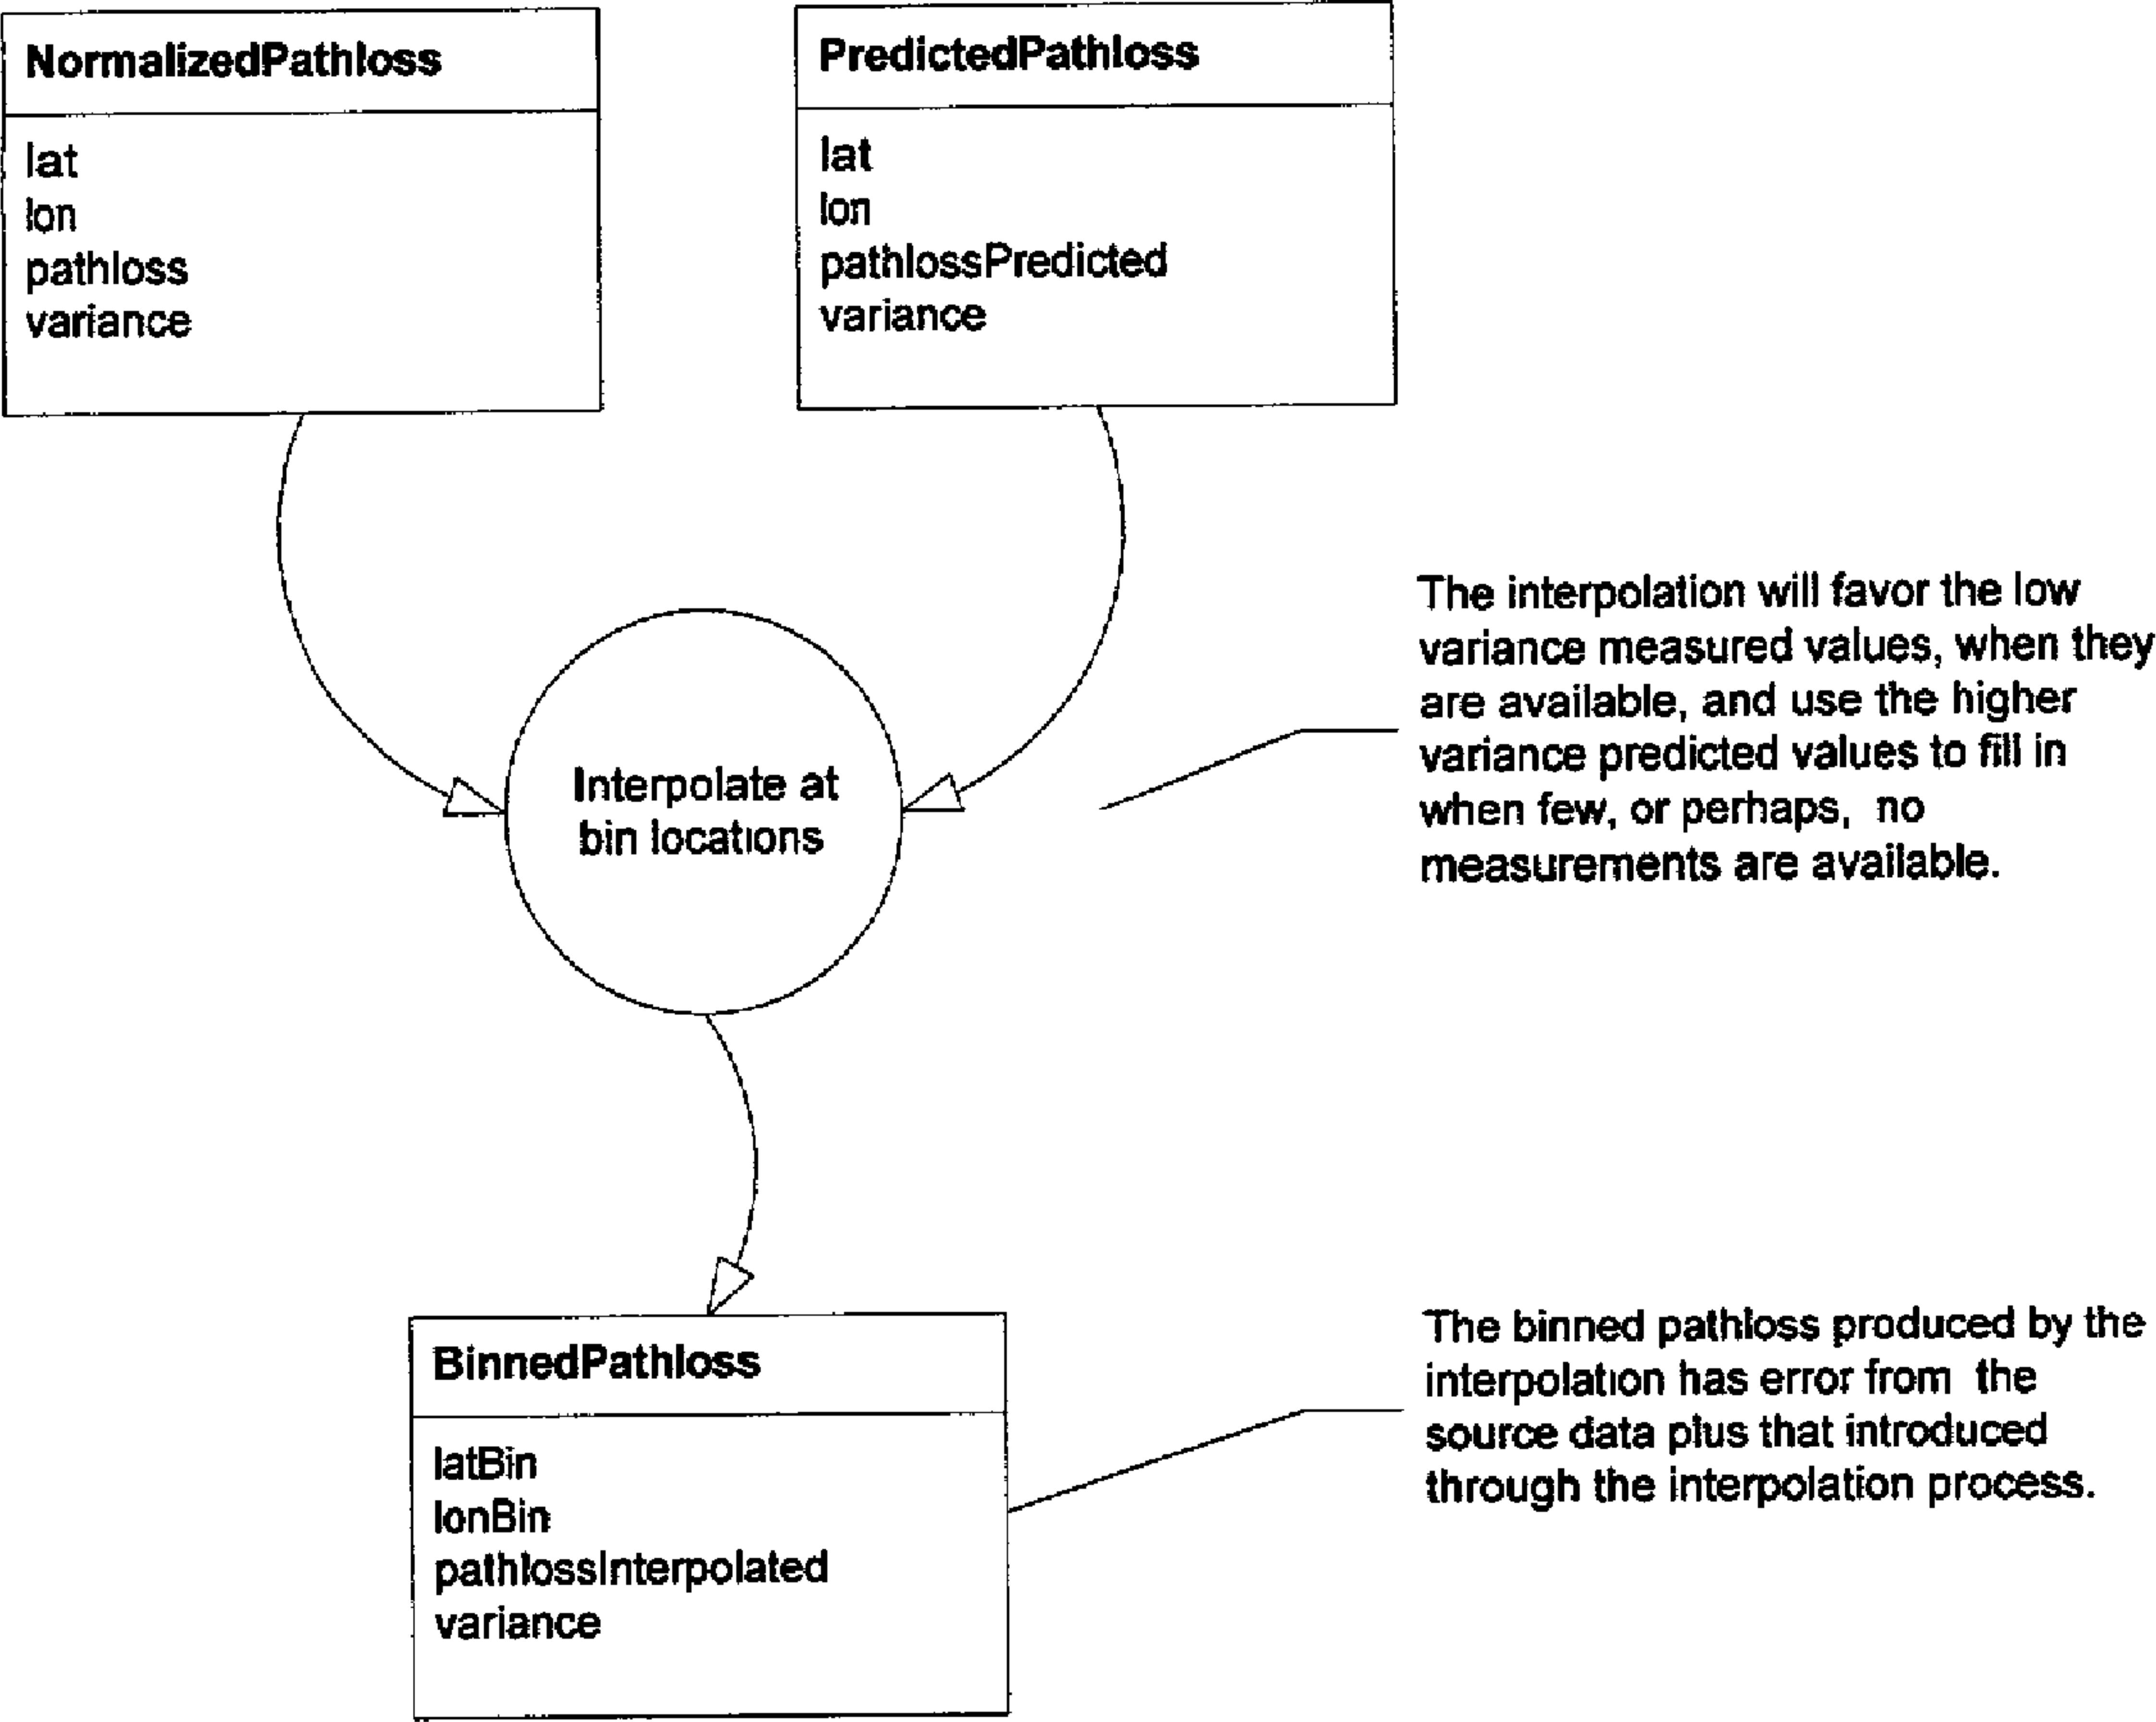 NormalizedPathloss
lat
lon
pathloss
variance
PredictedPathloss
lat
lon
pathlossPredicted
variance
Interpolate at
bin locations
The interpolation will favor the low
variance measured values, when they
are available, and use the higher
variance predicted values to fill in
when few, or perhaps, no
measurements are available.
BinnedPathloss
latBin
lonBin
pathlossInterpolated
variance
The binned pathloss produced by the
interpolation has error from the
source data plus that introduced
through the interpolation process.